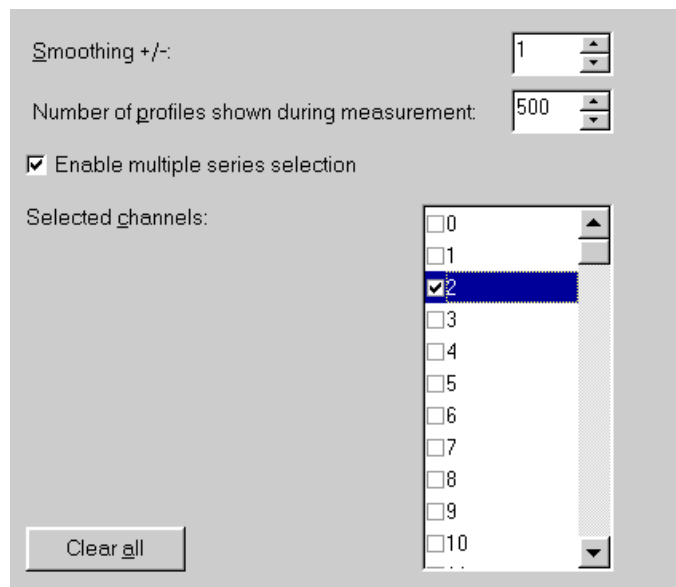 Smoothing +/-:
1
Number of profiles shown during measurement:
500
Enable multiple series selection
Selected channels:
0
1
2
3
4
5
6
7
8
9
10
Clear all